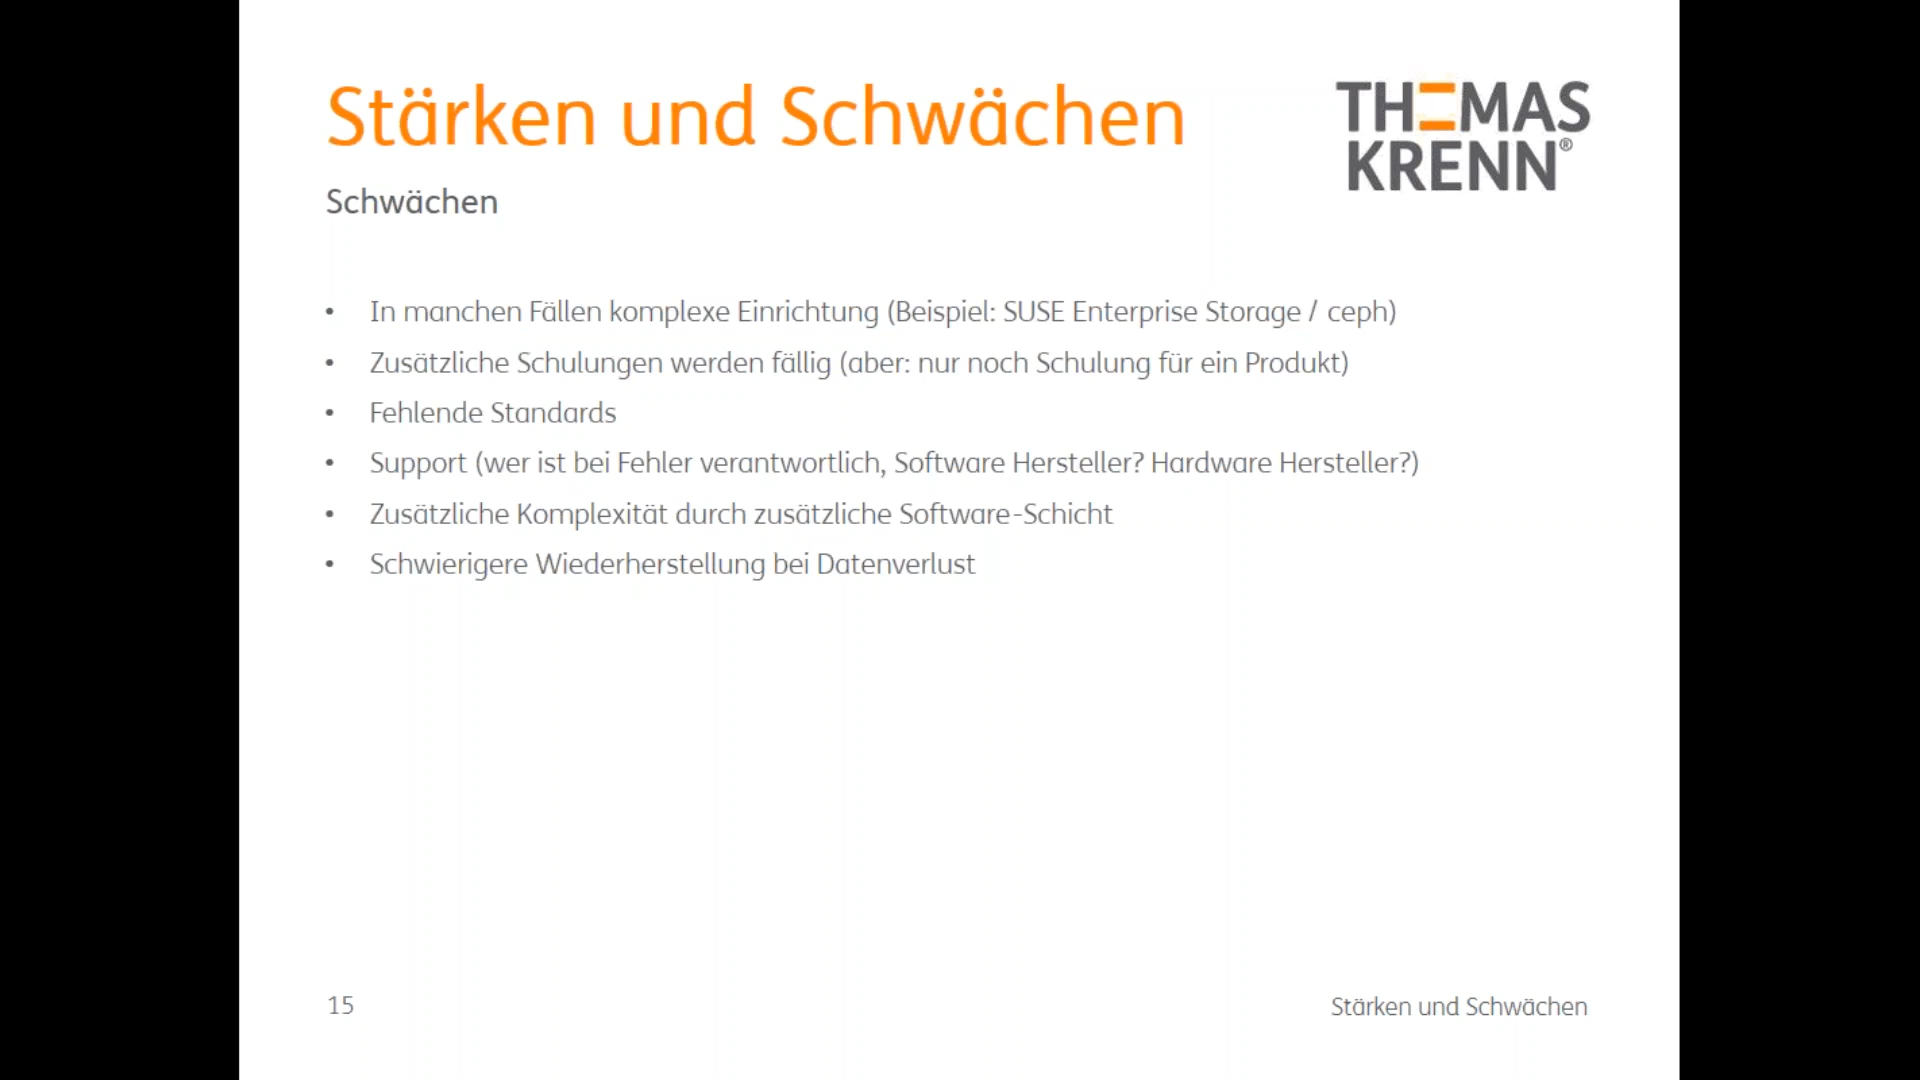 Stärken und Schwächen
THOMAS
KRENN®
Schwächen
• In manchen Fällen komplexe Einrichtung (Beispiel: SUSE Enterprise Storage / ceph)
• Zusätzliche Schulungen werden fällig (aber: nur noch Schulung für ein Produkt)
• Fehlende Standards
• Support (wer ist bei Fehler verantwortlich, Software Hersteller? Hardware Hersteller?)
• Zusätzliche Komplexität durch zusätzliche Software-Schicht
• Schwierigere Wiederherstellung bei Datenverlust
15
Stärken und Schwächen